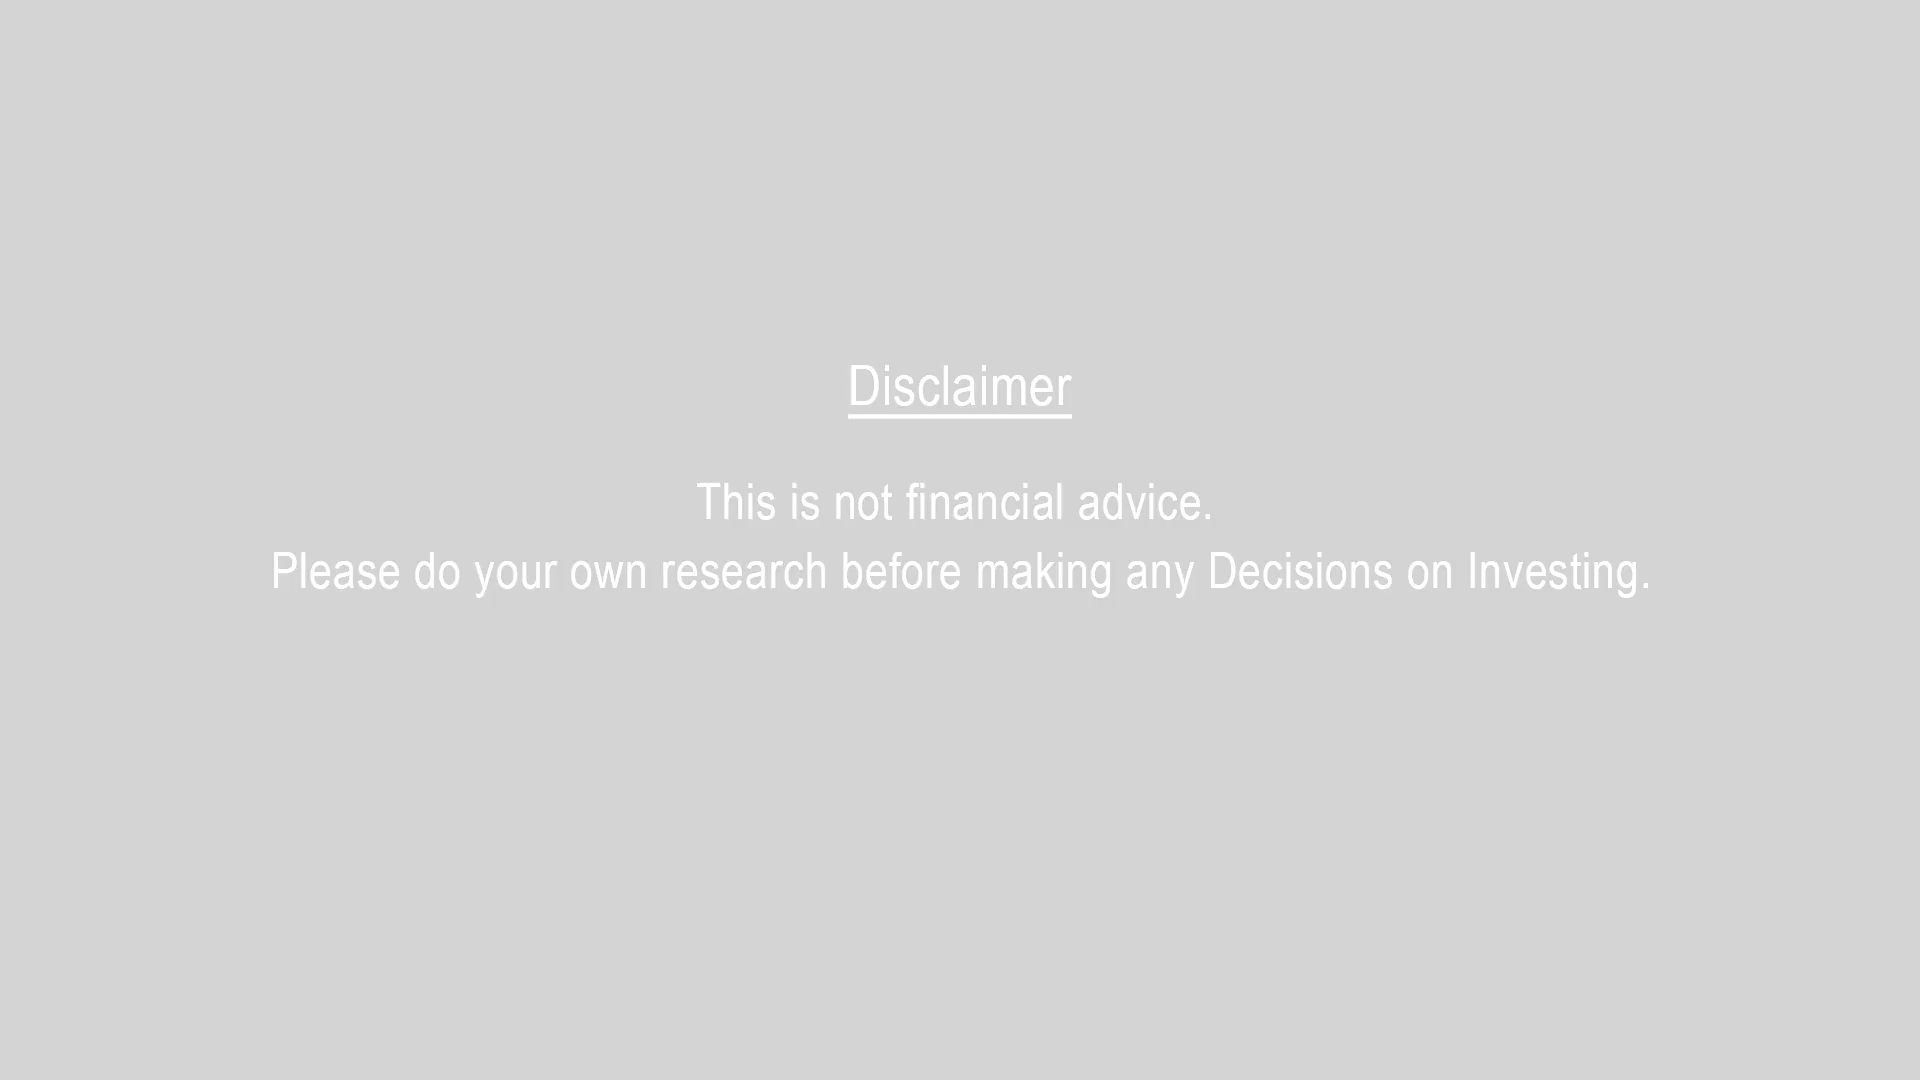 Disclaimer
This is not financial advice.
Please do your own research before making any Decisions on Investing.